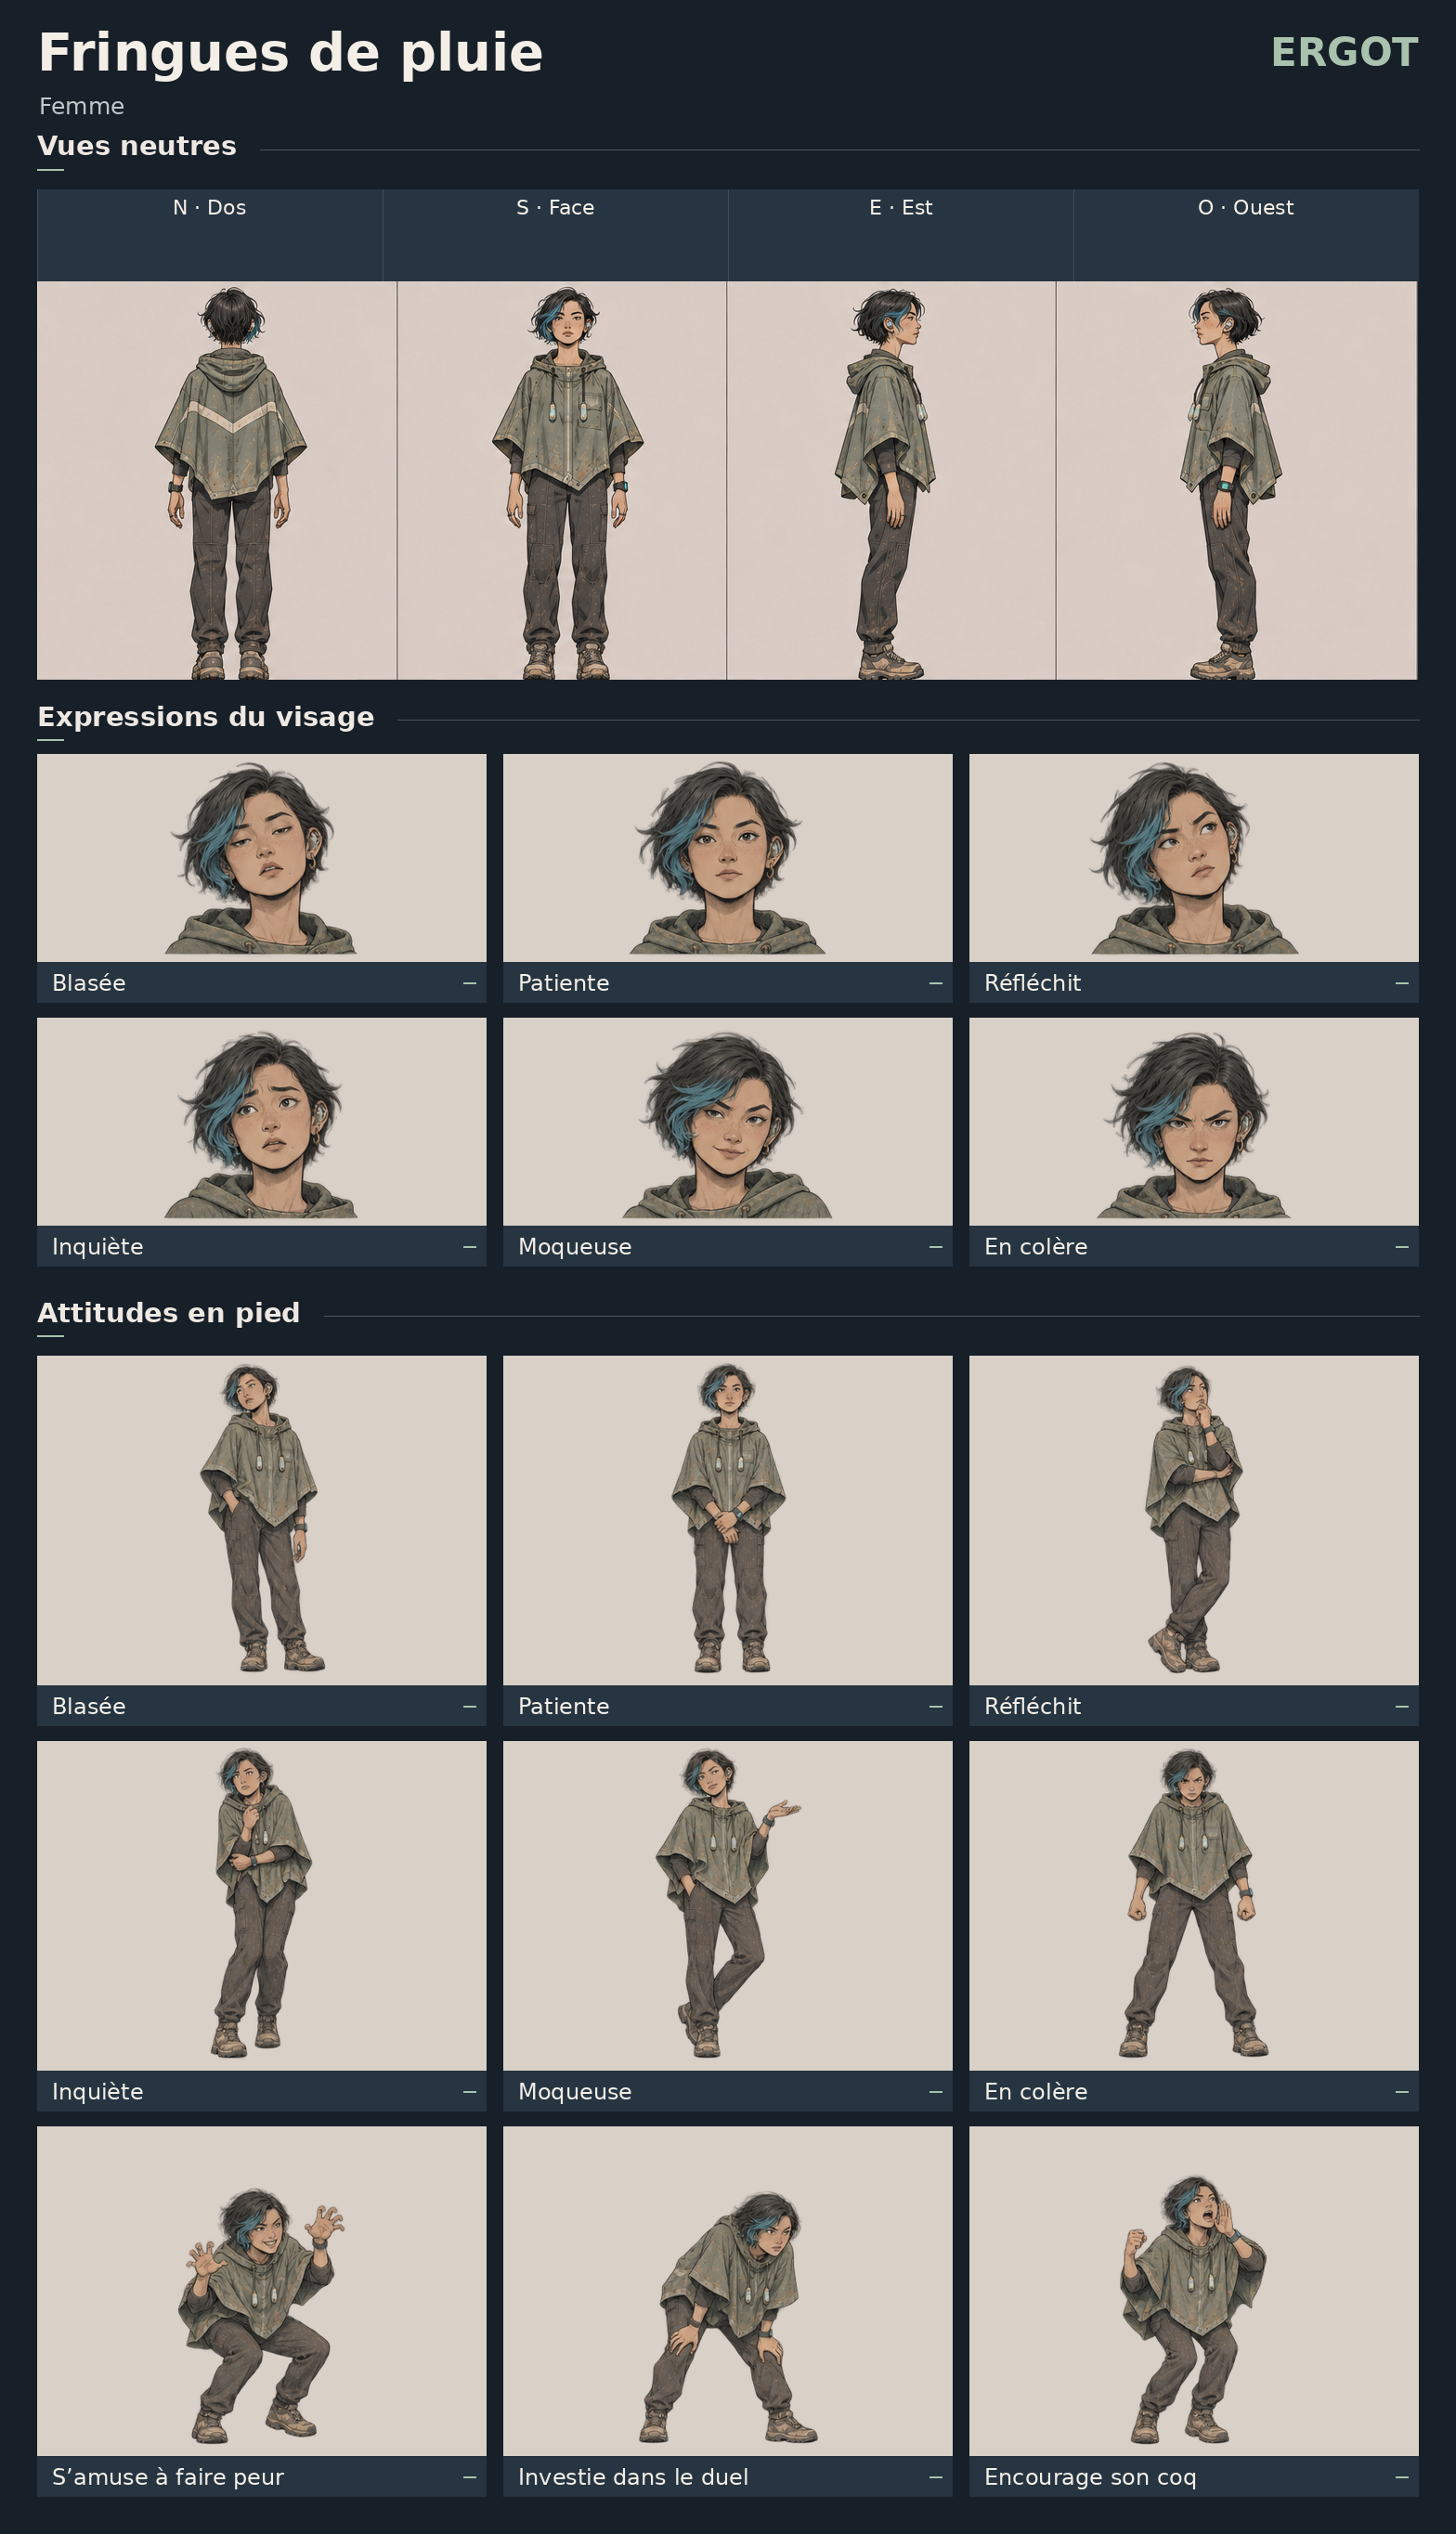 Fringues de pluie
ERGOT
Femme
Vues neutres
N · Dos
S · Face
E · Est
O · Ouest
Expressions du visage
Blasée –
Patiente –
Réfléchit –
Inquiète –
Moqueuse –
En colère –
Attitudes en pied
Blasée –
Patiente –
Réfléchit –
Inquiète –
Moqueuse –
En colère –
S’amuse à faire peur –
Investie dans le duel –
Encourage son coq –